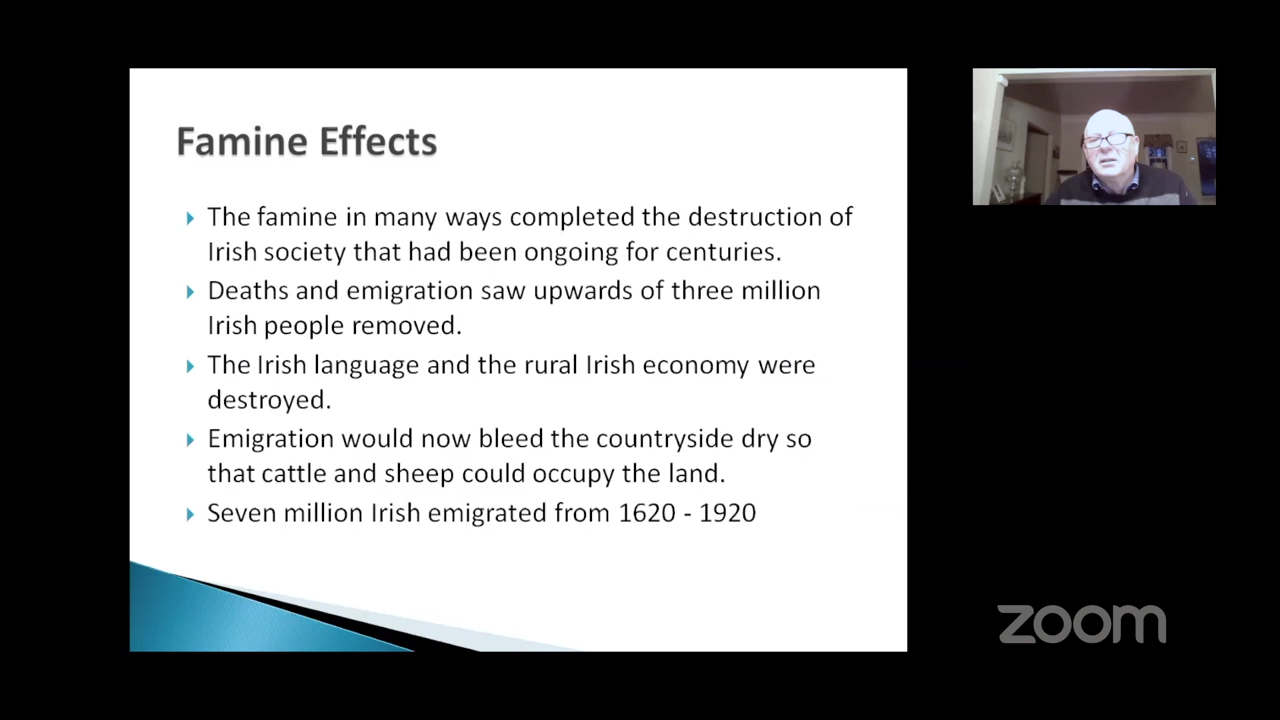 Famine Effects
The famine in many ways completed the destruction of
Irish society that had been ongoing for centuries.
Deaths and emigration saw upwards of three million
Irish people removed.
The Irish language and the rural Irish economy were
destroyed.
Emigration would now bleed the countryside dry so
that cattle and sheep could occupy the land.
Seven million Irish emigrated from 1620 - 1920
zoom